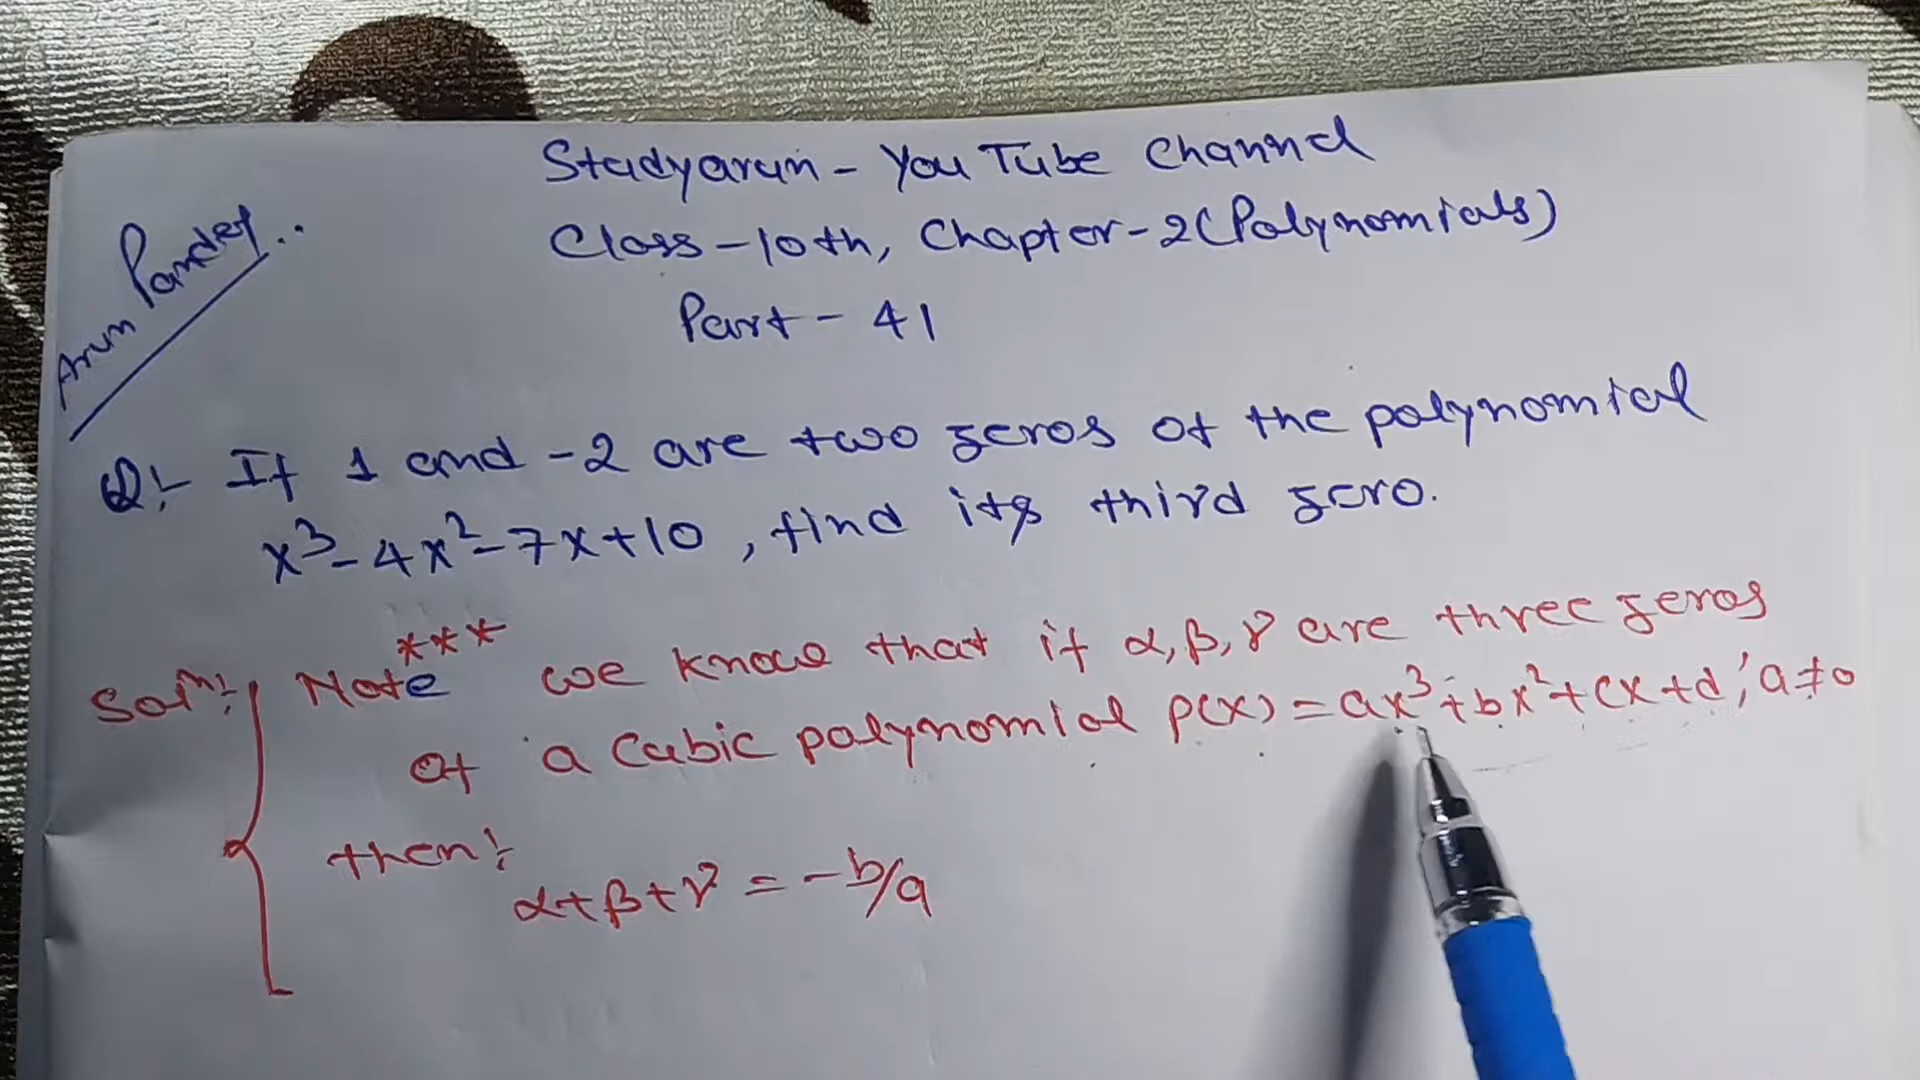 Studyarun - YouTube Channel
Class - 10th, Chapter - 2 (Polynomials)
Part - 41
Arun Pandey..
Q:- If 1 and -2 are two zeros of the polynomial
x³-4x²-7x+10, find its third zero.
Solⁿ:- Note*** we know that if α, β, γ are three zeros
of a cubic polynomial p(x) = ax³+bx²+cx+d, a≠0
then:-
α+β+γ = -b/a